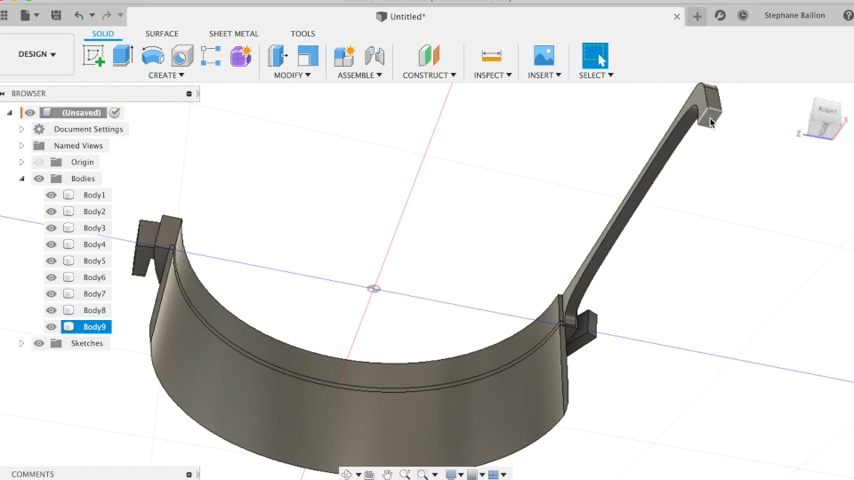 Untitled*
Stephane Baillon
DESIGN
SOLID
SURFACE
SHEET METAL
TOOLS
CREATE
MODIFY
ASSEMBLE
CONSTRUCT
INSPECT
INSERT
SELECT
BROWSER
(Unsaved)
Document Settings
Named Views
Origin
Bodies
Body1
Body2
Body3
Body4
Body5
Body6
Body7
Body8
Body9
Sketches
RIGHT
X
Z
COMMENTS